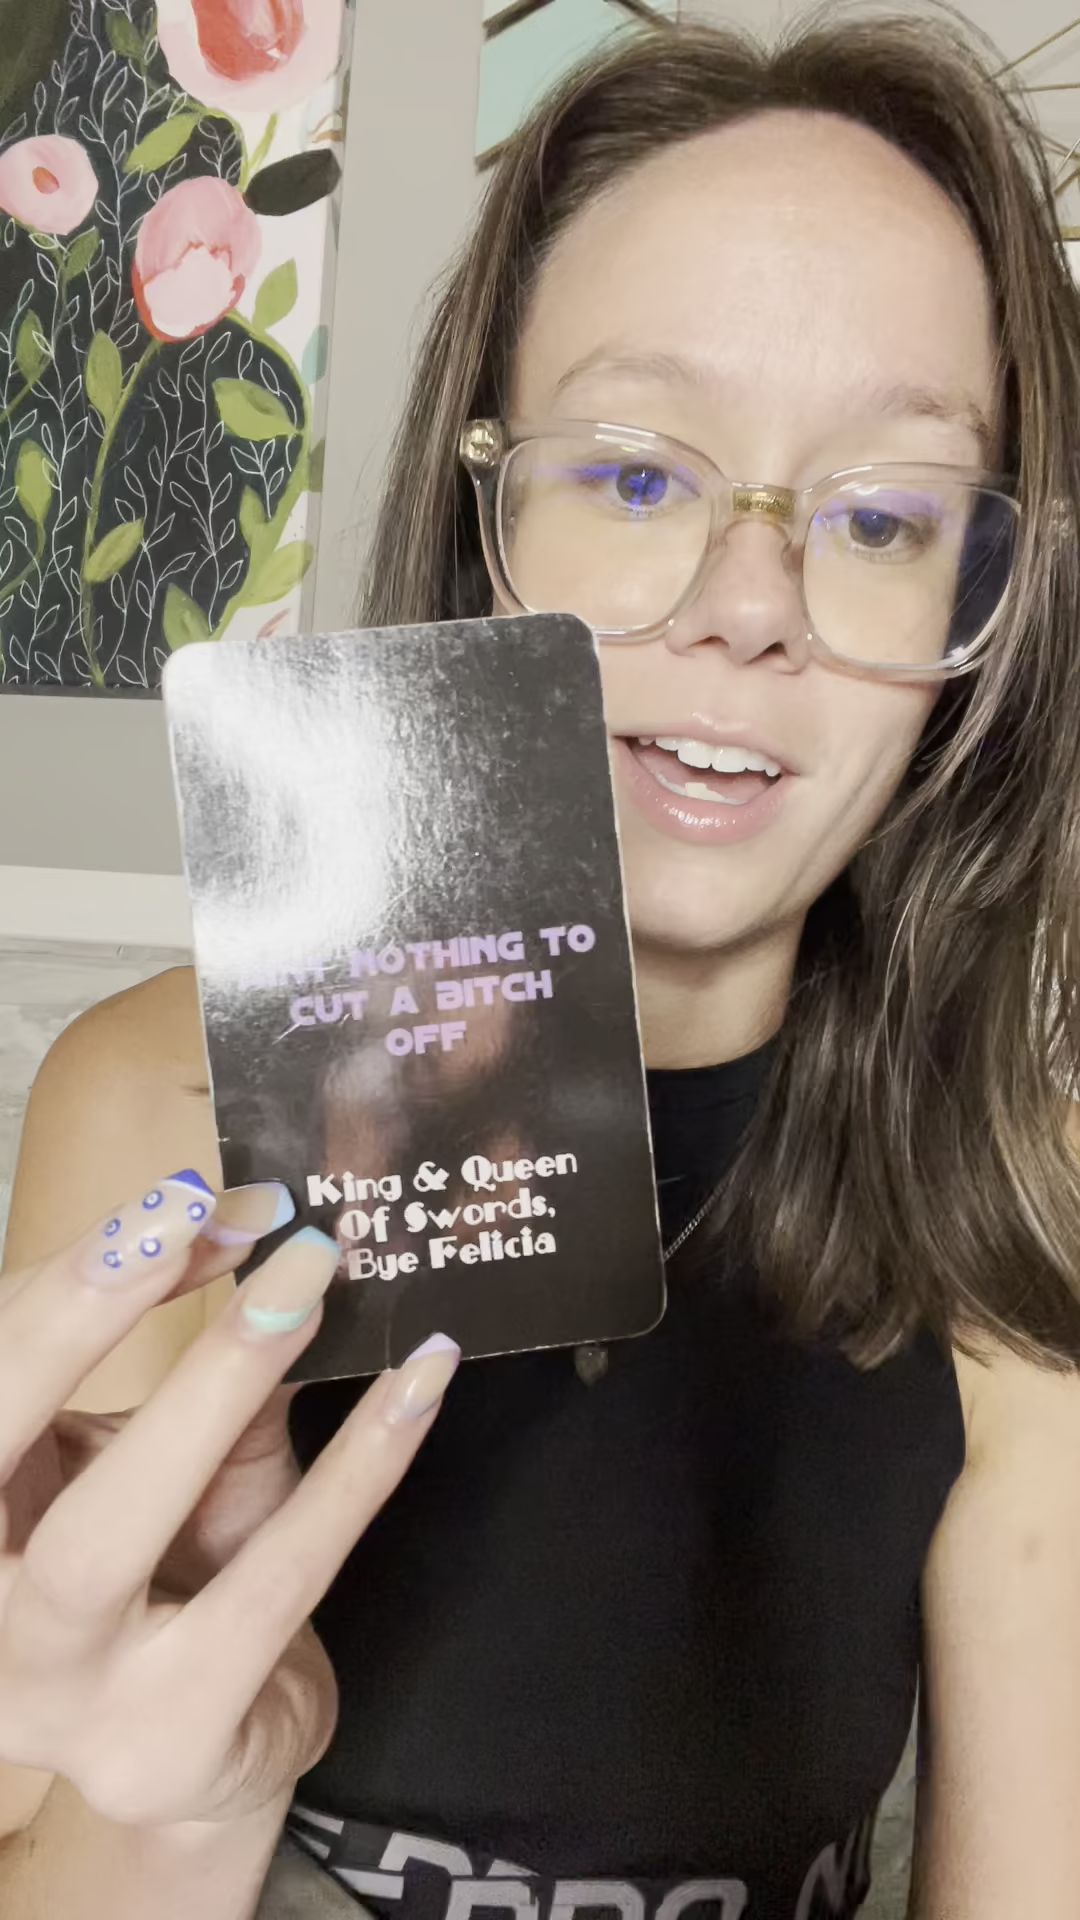 NOTHING TO
CUT A BITCH
OFF
King & Queen
Of Swords,
Bye Felicia